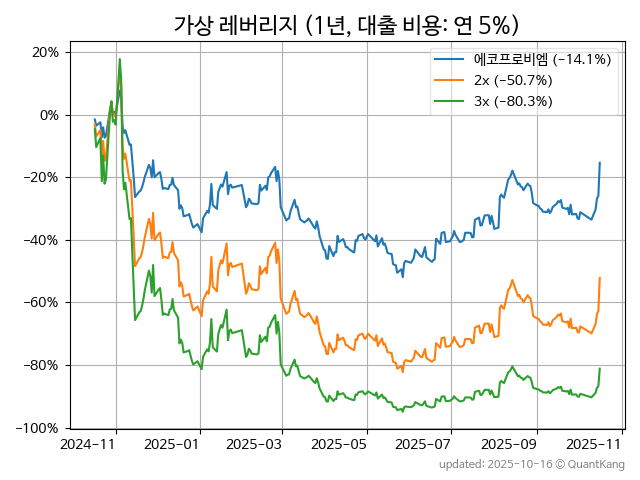 가상 레버리지 (1년, 대출 비용: 연 5%)
에코프로비엠 (−14.1%)
2x (−50.7%)
3x (−80.3%)
20%
0%
−20%
−40%
−60%
−80%
−100%
2024-11 2025-01 2025-03 2025-05 2025-07 2025-09 2025-11
updated: 2025-10-16 © QuantKang